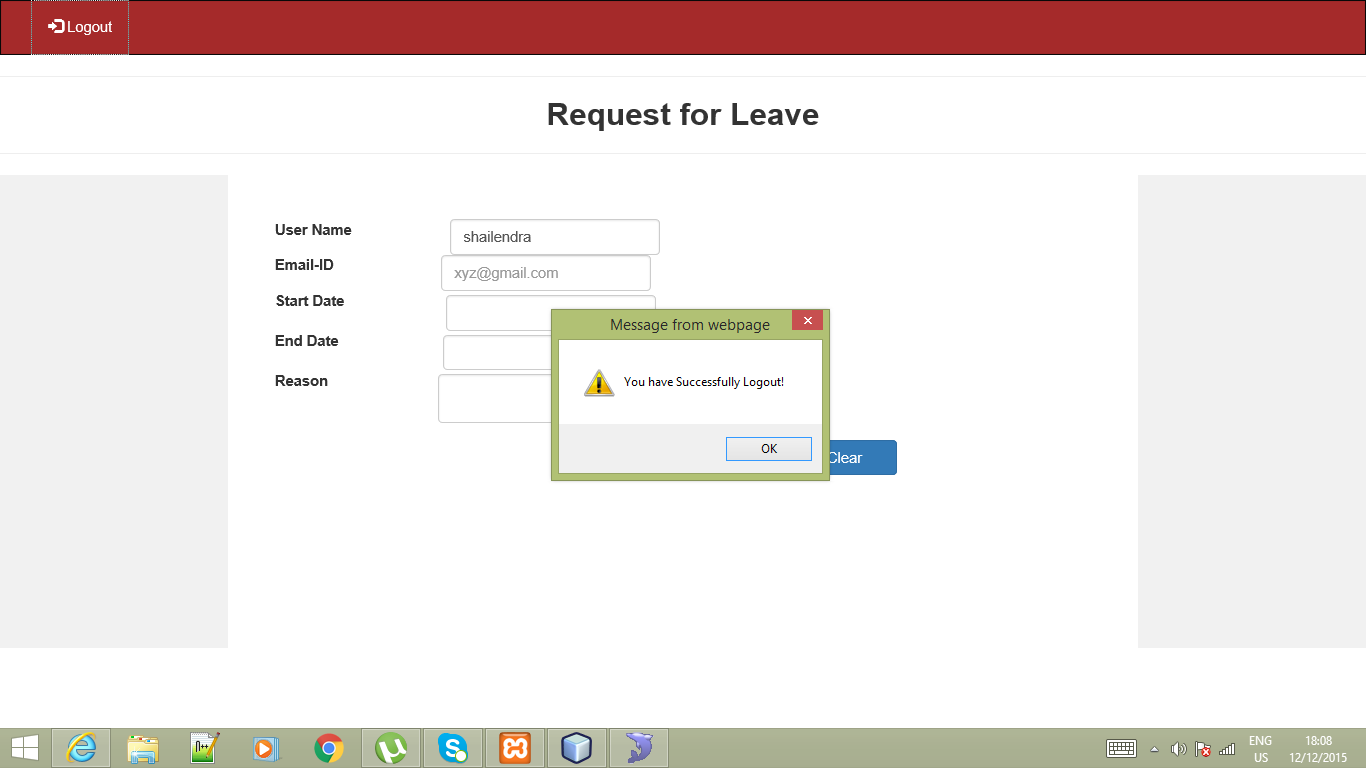 Logout
Request for Leave
User Name
shailendra
Email-ID
xyz@gmail.com
Start Date
End Date
Reason
Message from webpage
You have Successfully Logout!
OK
Clear
ENG
US
18:08
12/12/2015